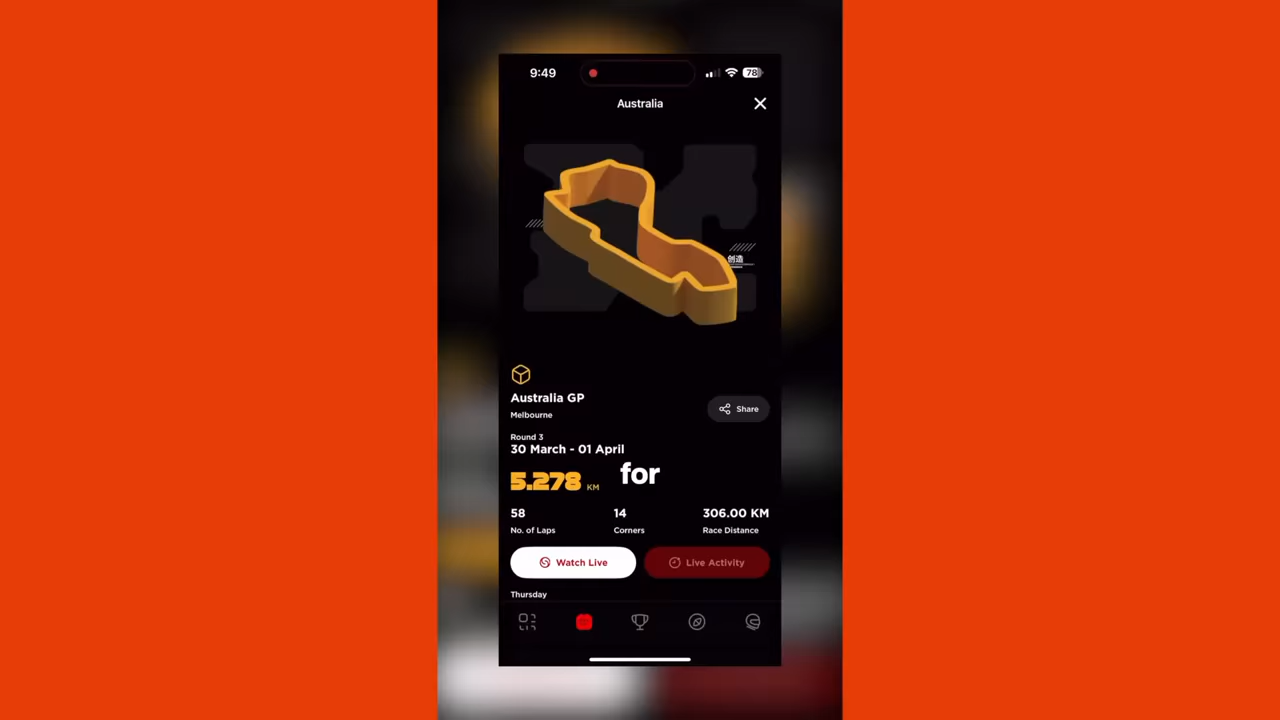 9:49
78
Australia
创造
Australia GP
Melbourne
Share
Round 3
30 March - 01 April
5.278 KM
for
58 14 306.00 KM
No. of Laps Corners Race Distance
Watch Live Live Activity
Thursday